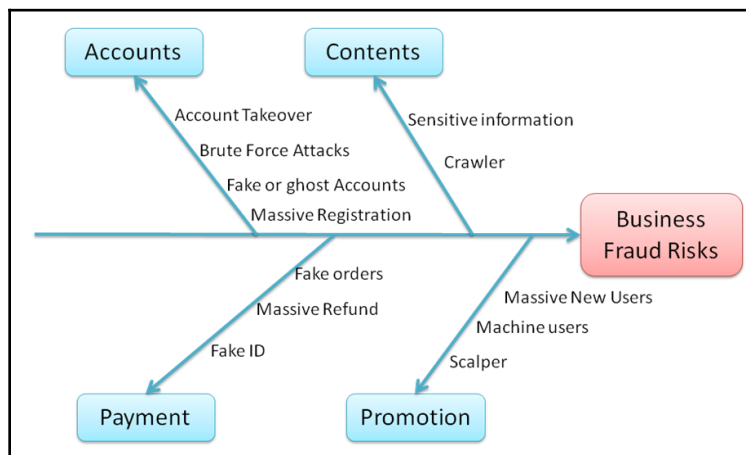 Accounts
Contents
Account Takeover
Brute Force Attacks
Fake or ghost Accounts
Massive Registration
Sensitive information
Crawler
Business
Fraud Risks
Fake orders
Massive Refund
Fake ID
Massive New Users
Machine users
Scalper
Payment
Promotion